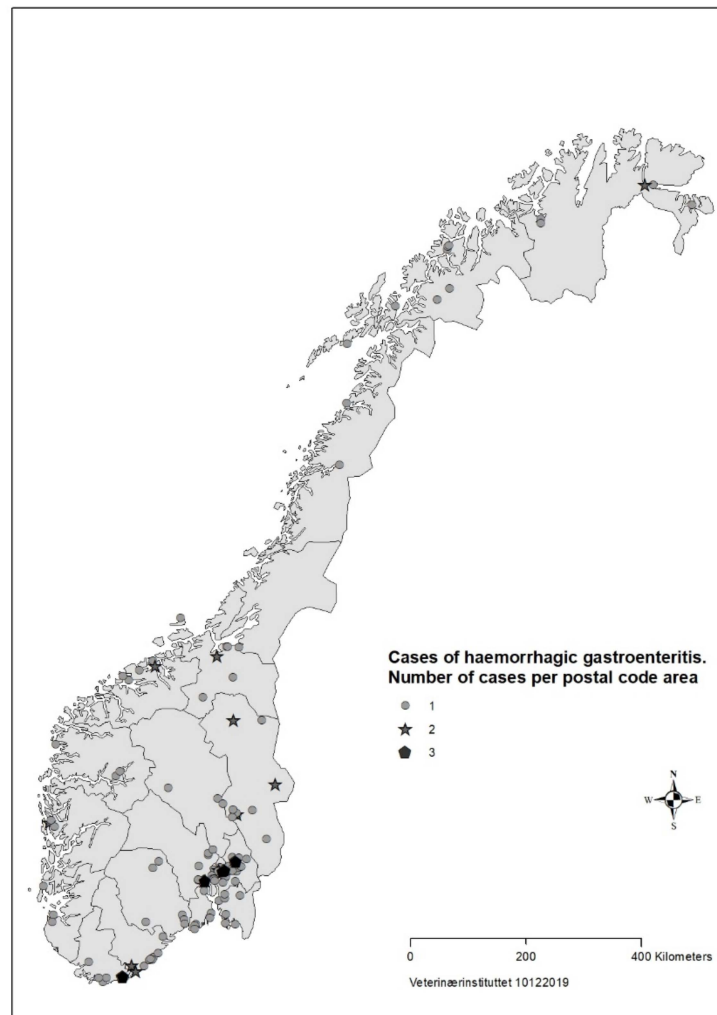 Cases of haemorrhagic gastroenteritis.
Number of cases per postal code area
1
2
3
N
W E
S
0 200 400 Kilometers
Veterinærinstituttet 10122019